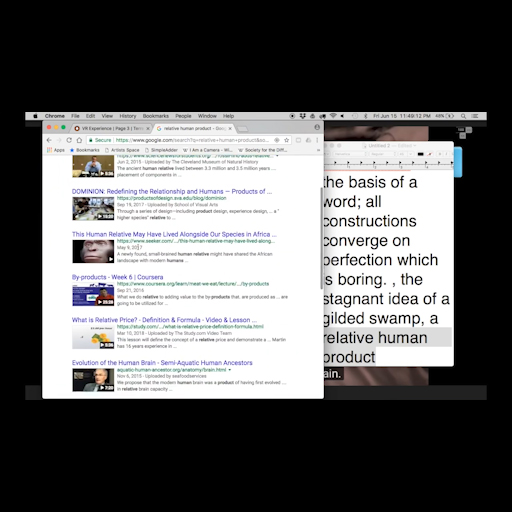 Chrome File Edit View History Bookmarks People Window Help
Fri Jun 15 11:49:12 PM 49%
VR Experience | Page 3 | Tene
relative human product - Goog
Untitled 2
Secure https://www.google.com/search?q=relative+human+product&so...
Apps Bookmarks Artists Space SimpleAdder I Am a Camera - Wi... Society for the Diff...
Jun 2, 2015 - Uploaded by The Cleveland Museum of Natural History
The ancient human relative lived between 3.3 million and 3.5 million years ...
placement of components in ...
DOMINION: Redefining the Relationship and Humans — Products of ...
https://productsofdesign.sva.edu/blog/dominion
Sep 19, 2017 - Uploaded by School of Visual Arts
Through a series of design—including product design, experience design, ... a "
higher species" relative to ...
This Human Relative May Have Lived Alongside Our Species in Africa ...
https://www.seeker.com/.../this-human-relative-may-have-lived-along...
May 9, 2017
A newly found, small-brained human relative might have shared the African
landscape with modern humans ...
By-products - Week 6 | Coursera
https://www.coursera.org/learn/meat-we-eat/lecture/.../by-products
Sep 21, 2016
What we do relative to adding value to the by-products that. are produced as ... are
going to be utilized for ...
What is Relative Price? - Definition & Formula - Video & Lesson ...
https://study.com/.../what-is-relative-price-definition-formula.html
Mar 10, 2018 - Uploaded by The Study.com Video Team
This lesson will define the concept of a relative price and demonstrate a ... Martin
has 16 years experience in ...
Evolution of the Human Brain - Semi-Aquatic Human Ancestors
aquatic-human-ancestor.org/anatomy/brain.html
Nov 6, 2015 - Uploaded by seafoodservices
We propose that the modern human brain was a product of having first evolved ...
in relative brain capacity ...
the basis of a
word; all
constructions
converge on
perfection which
is boring. , the
stagnant idea of a
gilded swamp, a
relative human
product
ain.